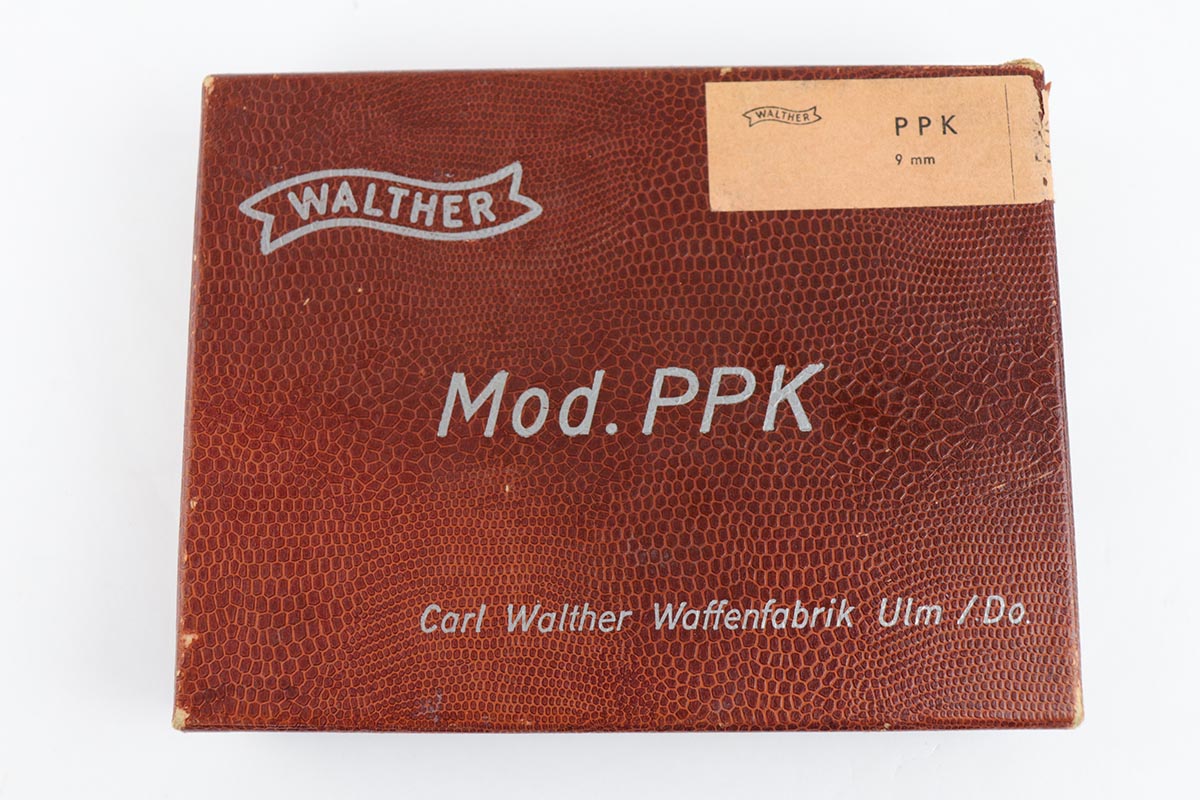 WALTHER
PPK
9 mm
WALTHER
Mod. PPK
Carl Walther Waffenfabrik Ulm / Do.